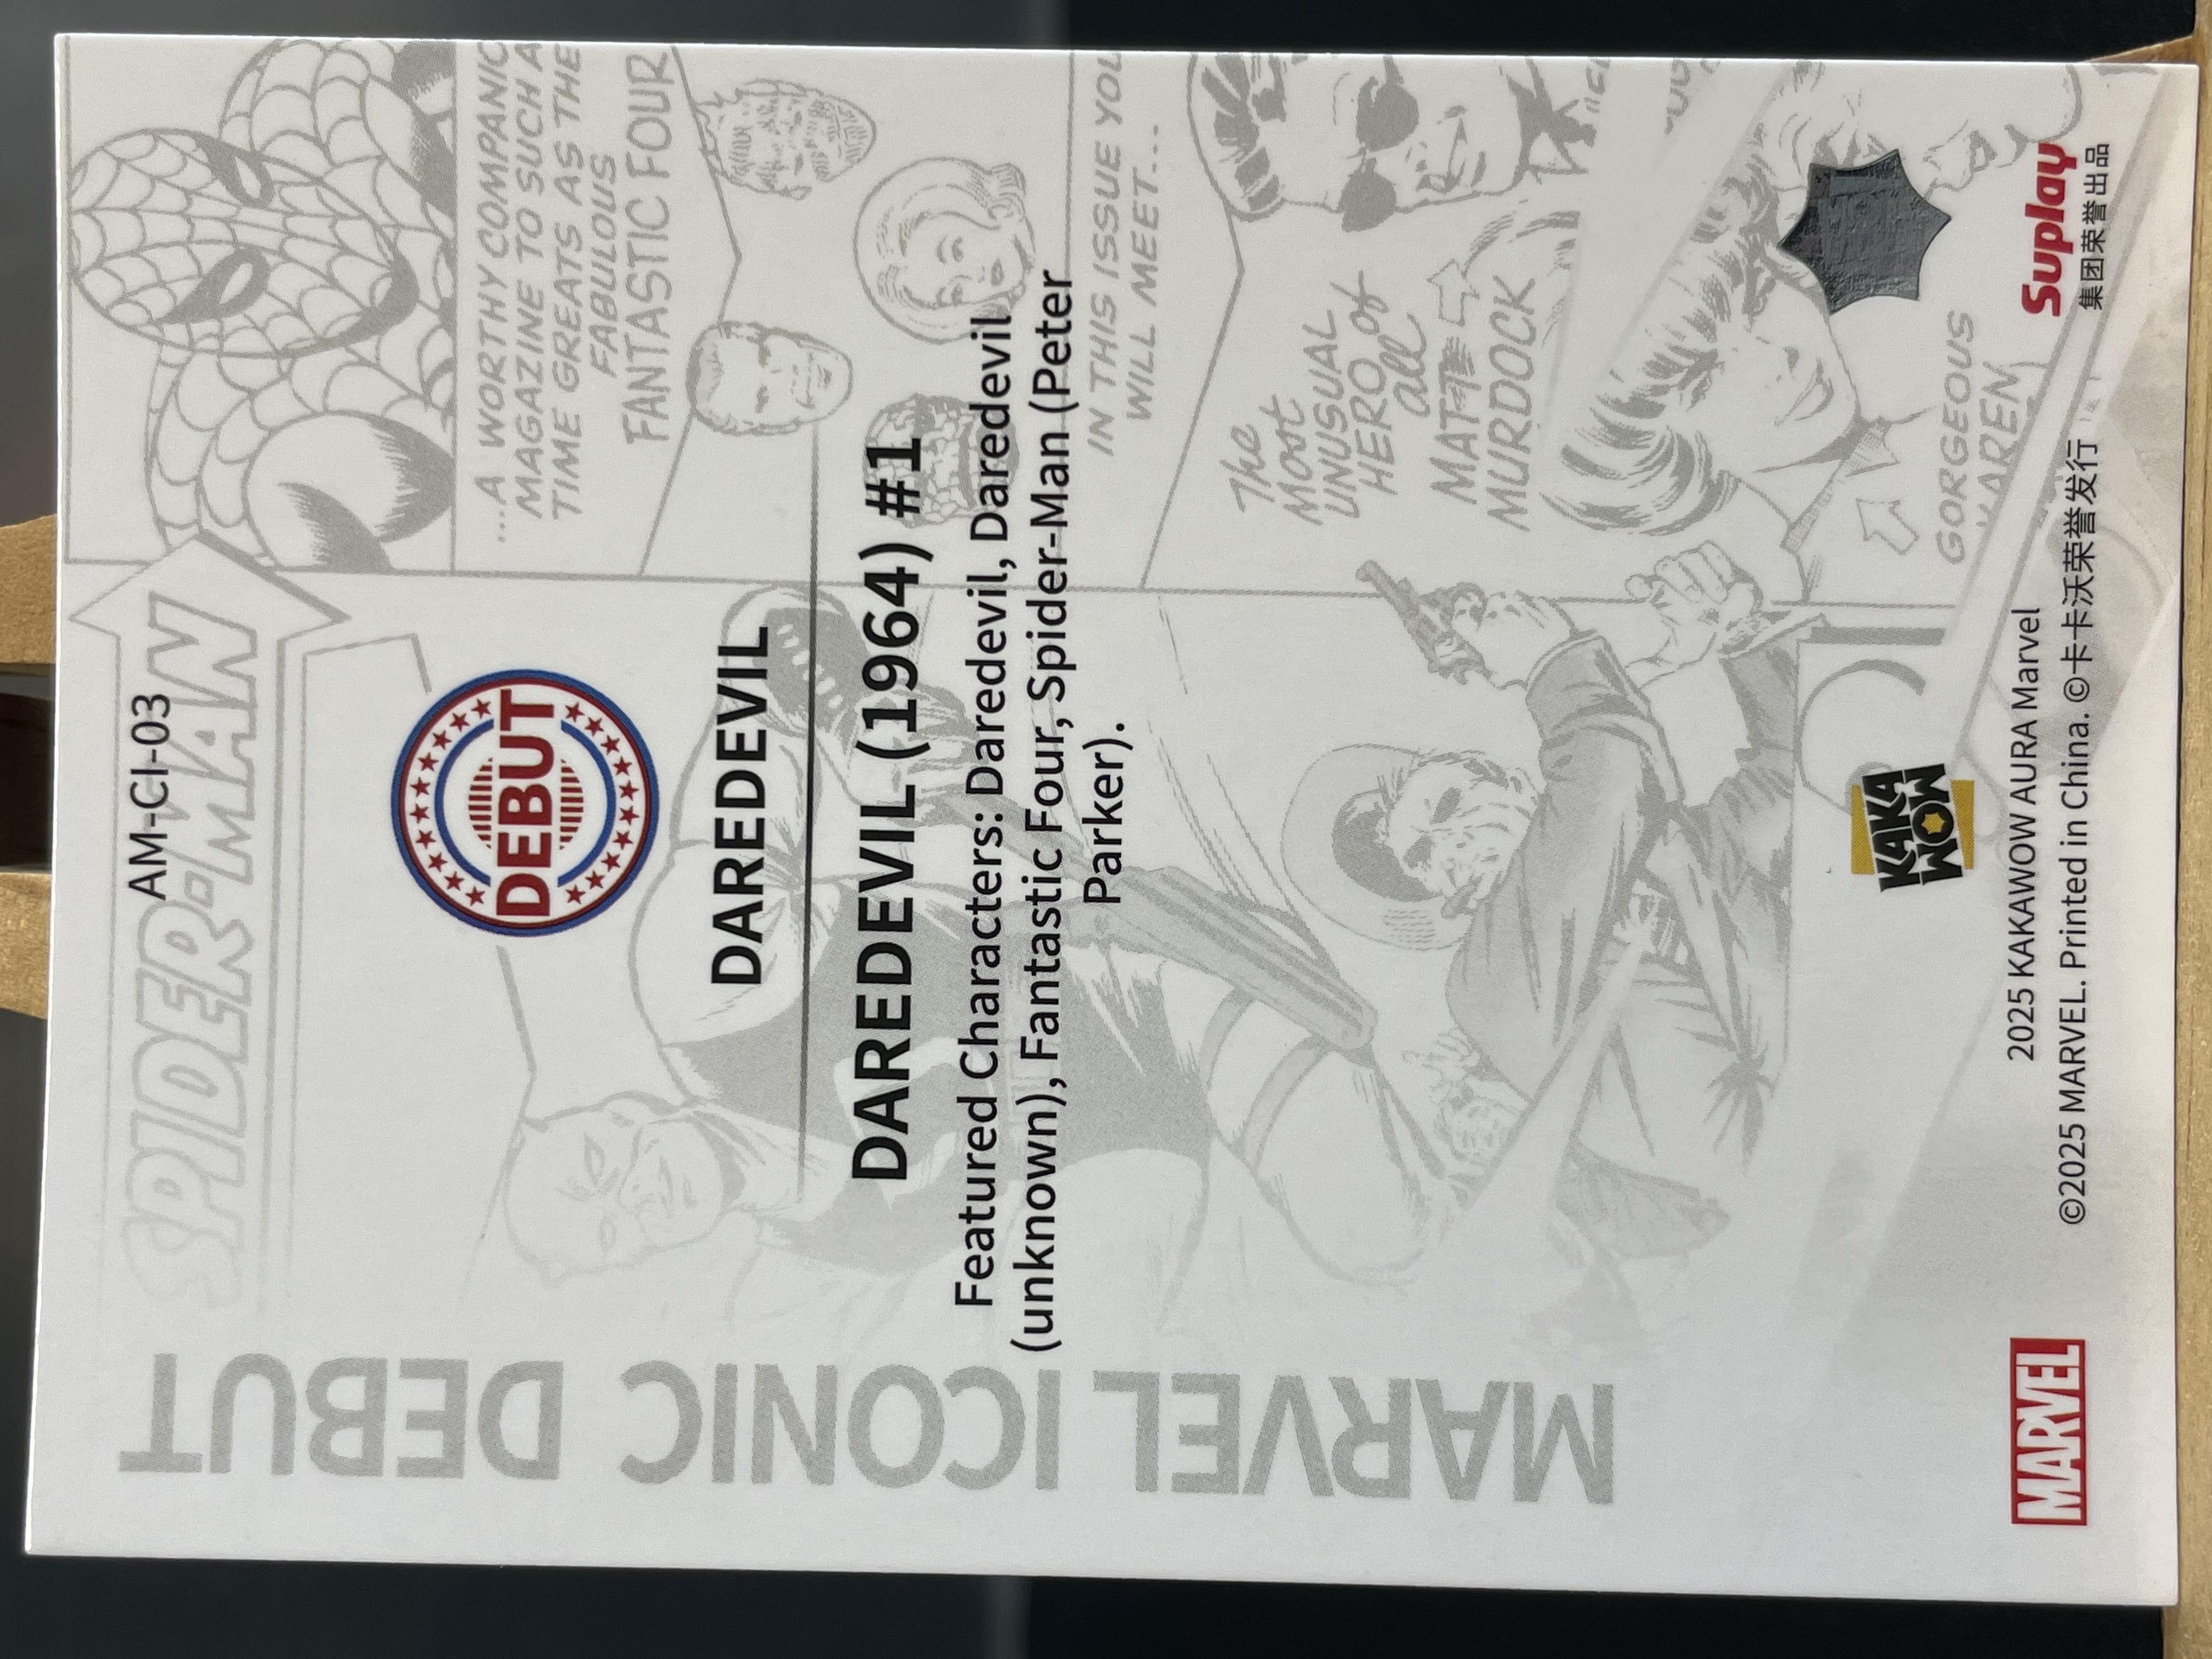 AM-CI-03
SPIDER-MAN
...A WORTHY COMPANIC
MAGAZINE TO SUCH A
TIME GREATS AS THE
FABULOUS
FANTASTIC FOUR
DEBUT
DAREDEVIL
DAREDEVIL (1964) #1
Featured Characters: Daredevil, Daredevil
(unknown), Fantastic Four, Spider-Man (Peter
Parker).
IN THIS ISSUE YOU
WILL MEET...
The
Most
UNUSUAL
HERO of
all
MATT
MURDOCK
GORGEOUS
KAREN
MARVEL ICONIC DEBUT
KAKA
WOW
Suplay
集团荣誉出品
2025 KAKAWOW AURA Marvel
©2025 MARVEL. Printed in China. ©卡卡沃荣誉发行
MARVEL